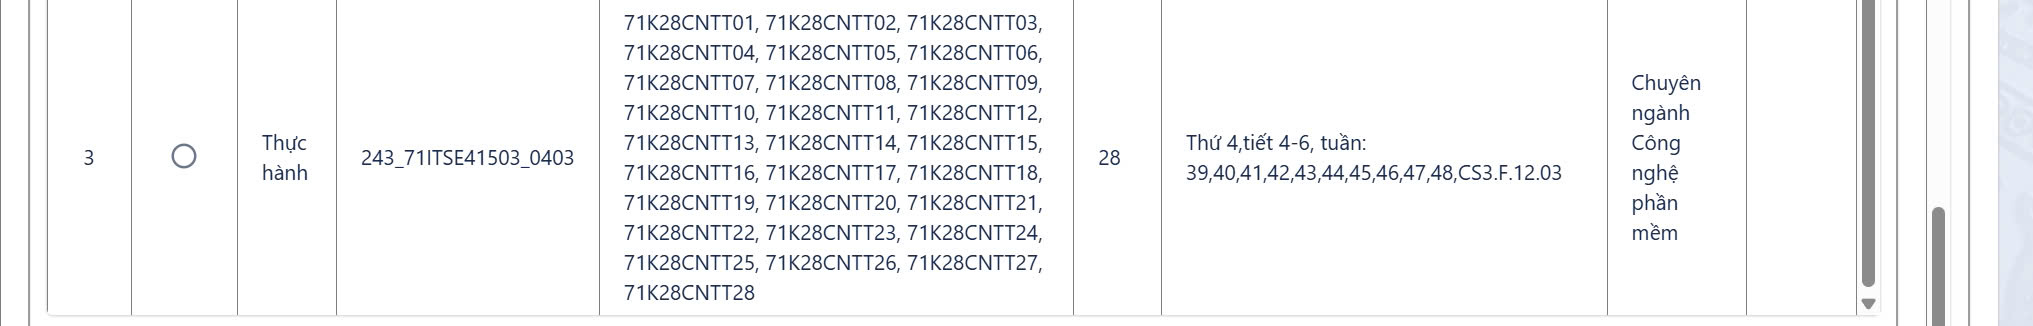 3
Thực
hành
243_71ITSE41503_0403
71K28CNTT01, 71K28CNTT02, 71K28CNTT03,
71K28CNTT04, 71K28CNTT05, 71K28CNTT06,
71K28CNTT07, 71K28CNTT08, 71K28CNTT09,
71K28CNTT10, 71K28CNTT11, 71K28CNTT12,
71K28CNTT13, 71K28CNTT14, 71K28CNTT15,
71K28CNTT16, 71K28CNTT17, 71K28CNTT18,
71K28CNTT19, 71K28CNTT20, 71K28CNTT21,
71K28CNTT22, 71K28CNTT23, 71K28CNTT24,
71K28CNTT25, 71K28CNTT26, 71K28CNTT27,
71K28CNTT28
28
Thứ 4,tiết 4-6, tuần:
39,40,41,42,43,44,45,46,47,48,CS3.F.12.03
Chuyên
ngành
Công
nghệ
phần
mềm